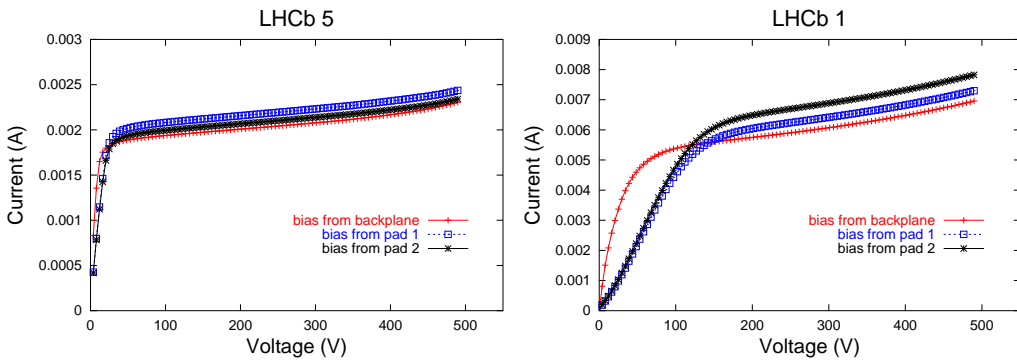 LHCb 5
0.003
0.0025
0.002
0.0015
0.001
0.0005
0
Current (A)
bias from backplane
bias from pad 1
bias from pad 2
0 100 200 300 400 500
Voltage (V)
LHCb 1
0.009
0.008
0.007
0.006
0.005
0.004
0.003
0.002
0.001
0
Current (A)
bias from backplane
bias from pad 1
bias from pad 2
0 100 200 300 400 500
Voltage (V)